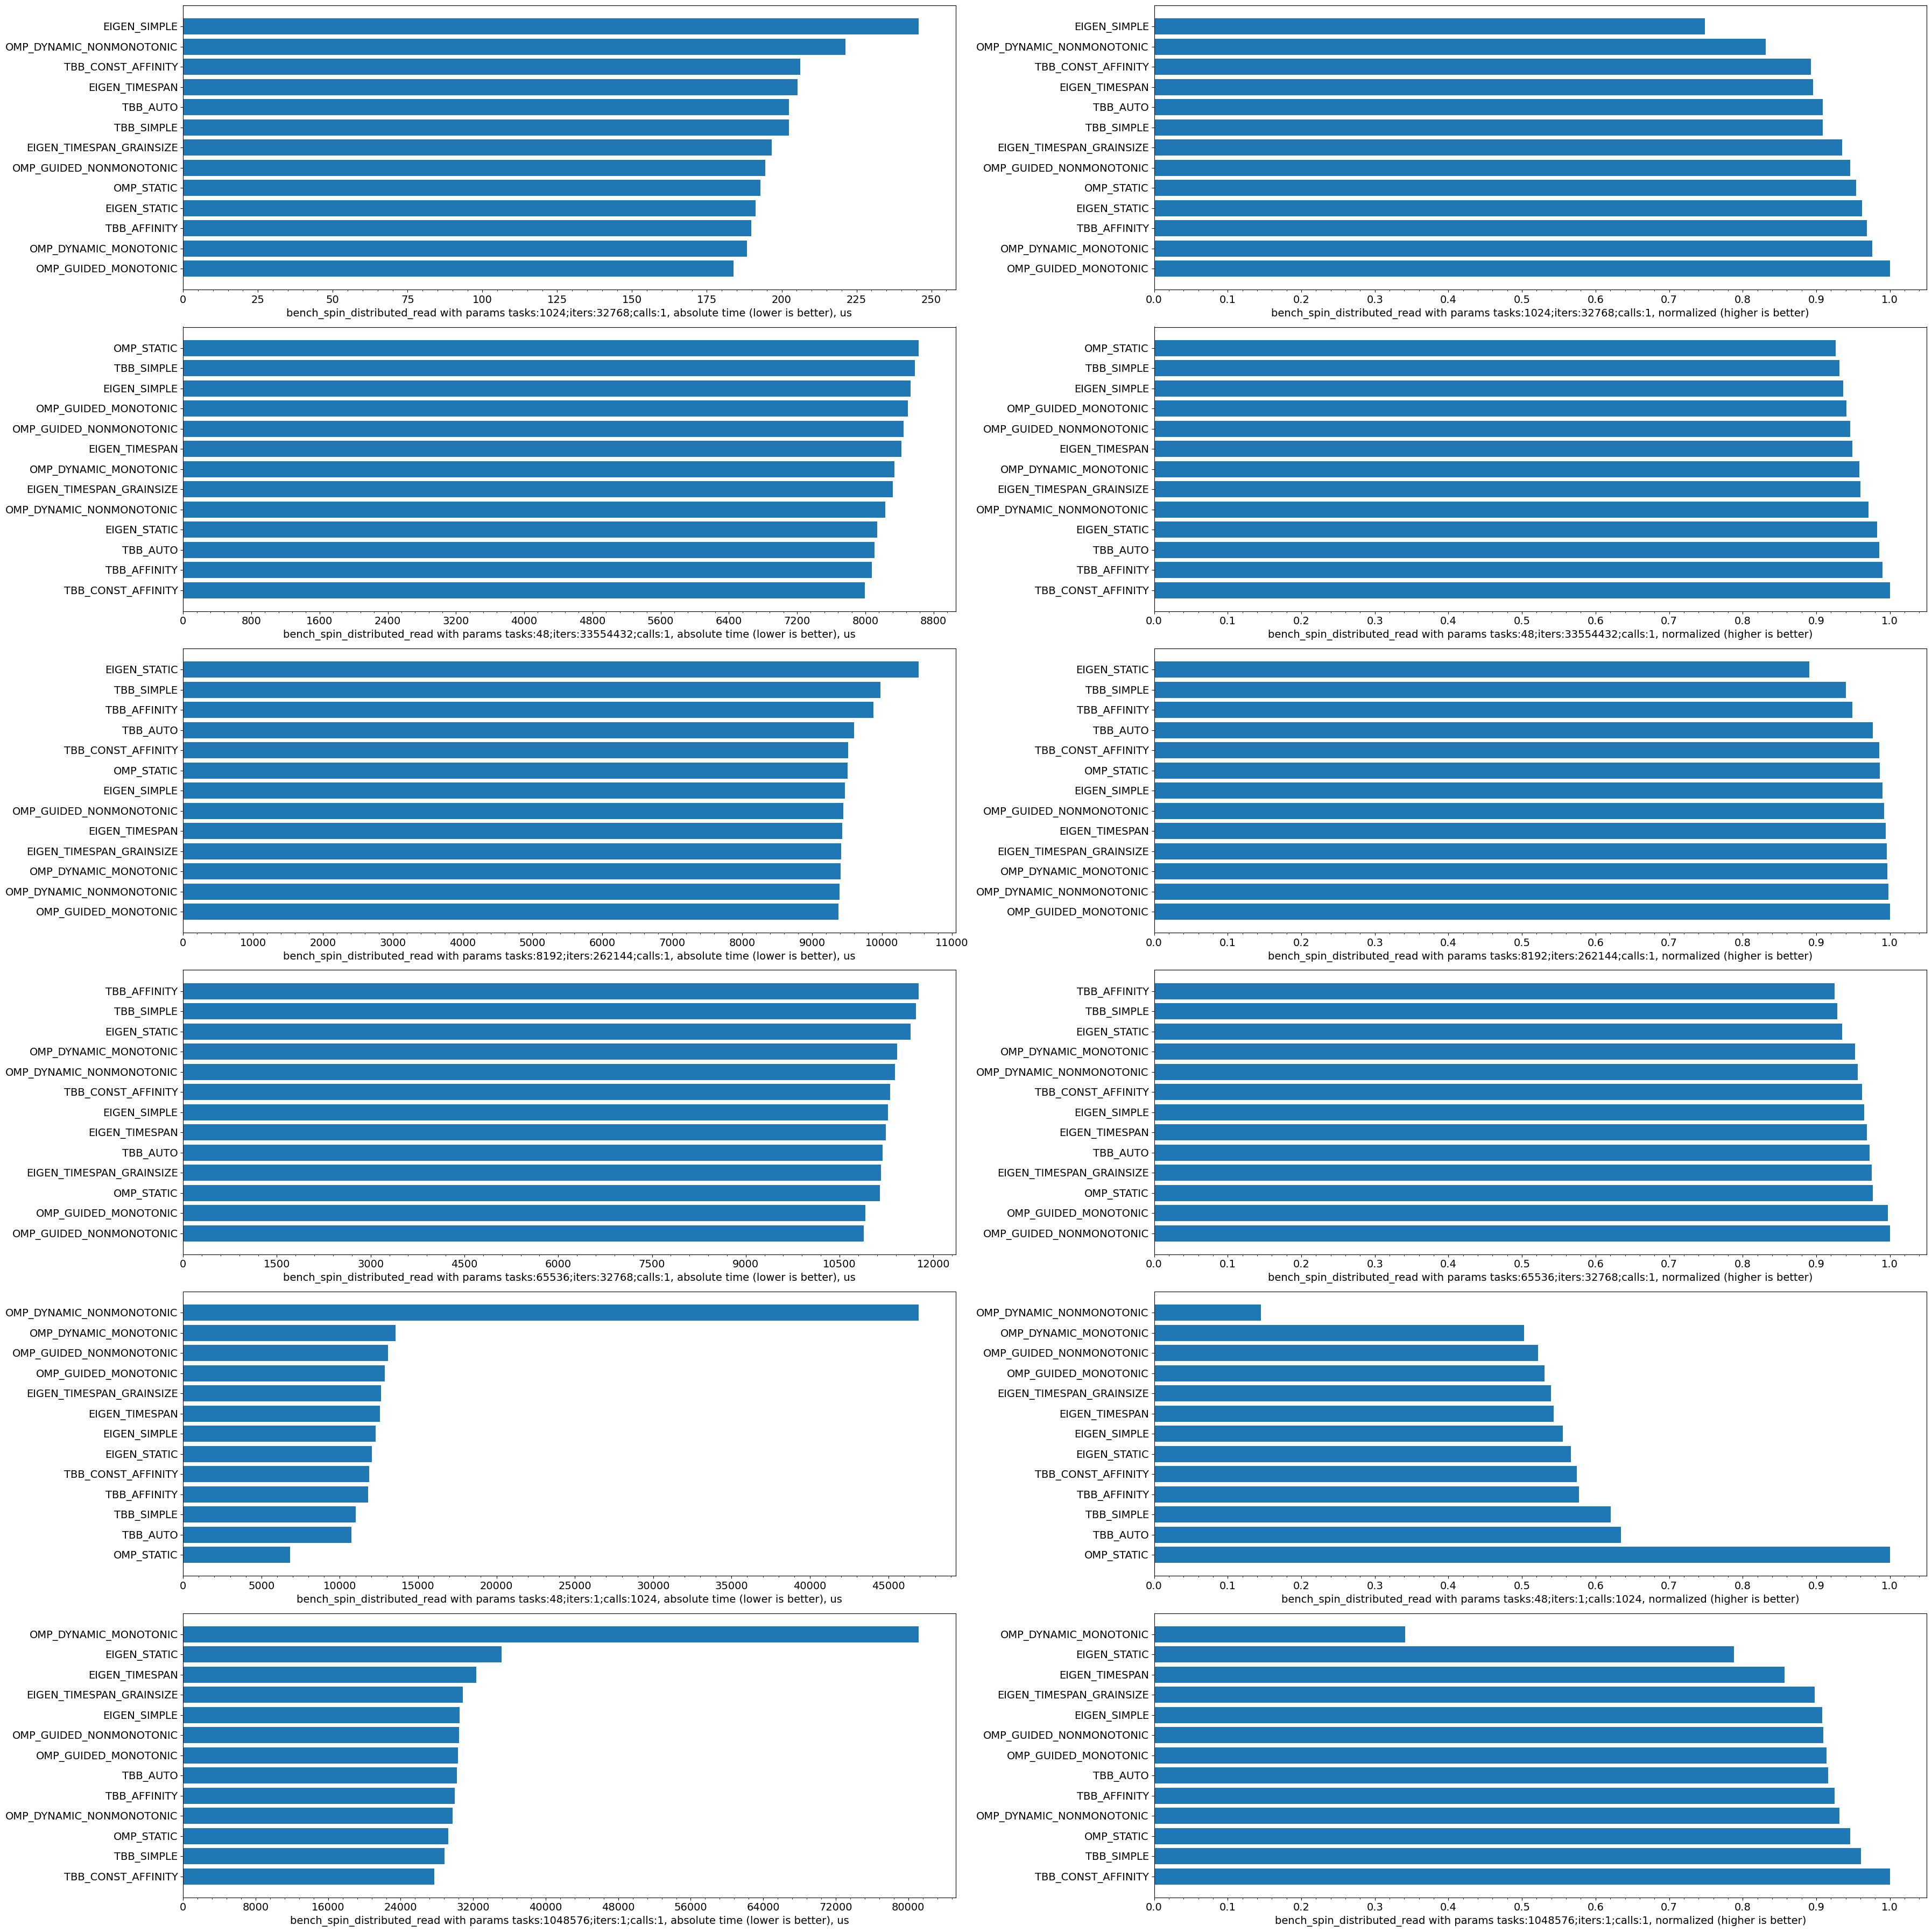 EIGEN_SIMPLE
OMP_DYNAMIC_NONMONOTONIC
TBB_CONST_AFFINITY
EIGEN_TIMESPAN
TBB_AUTO
TBB_SIMPLE
EIGEN_TIMESPAN_GRAINSIZE
OMP_GUIDED_NONMONOTONIC
OMP_STATIC
EIGEN_STATIC
TBB_AFFINITY
OMP_DYNAMIC_MONOTONIC
OMP_GUIDED_MONOTONIC
0 25 50 75 100 125 150 175 200 225 250
bench_spin_distributed_read with params tasks:1024;iters:32768;calls:1, absolute time (lower is better), us
EIGEN_SIMPLE
OMP_DYNAMIC_NONMONOTONIC
TBB_CONST_AFFINITY
EIGEN_TIMESPAN
TBB_AUTO
TBB_SIMPLE
EIGEN_TIMESPAN_GRAINSIZE
OMP_GUIDED_NONMONOTONIC
OMP_STATIC
EIGEN_STATIC
TBB_AFFINITY
OMP_DYNAMIC_MONOTONIC
OMP_GUIDED_MONOTONIC
0.0 0.1 0.2 0.3 0.4 0.5 0.6 0.7 0.8 0.9 1.0
bench_spin_distributed_read with params tasks:1024;iters:32768;calls:1, normalized (higher is better)
OMP_STATIC
TBB_SIMPLE
EIGEN_SIMPLE
OMP_GUIDED_MONOTONIC
OMP_GUIDED_NONMONOTONIC
EIGEN_TIMESPAN
OMP_DYNAMIC_MONOTONIC
EIGEN_TIMESPAN_GRAINSIZE
OMP_DYNAMIC_NONMONOTONIC
EIGEN_STATIC
TBB_AUTO
TBB_AFFINITY
TBB_CONST_AFFINITY
0 800 1600 2400 3200 4000 4800 5600 6400 7200 8000 8800
bench_spin_distributed_read with params tasks:48;iters:33554432;calls:1, absolute time (lower is better), us
OMP_STATIC
TBB_SIMPLE
EIGEN_SIMPLE
OMP_GUIDED_MONOTONIC
OMP_GUIDED_NONMONOTONIC
EIGEN_TIMESPAN
OMP_DYNAMIC_MONOTONIC
EIGEN_TIMESPAN_GRAINSIZE
OMP_DYNAMIC_NONMONOTONIC
EIGEN_STATIC
TBB_AUTO
TBB_AFFINITY
TBB_CONST_AFFINITY
0.0 0.1 0.2 0.3 0.4 0.5 0.6 0.7 0.8 0.9 1.0
bench_spin_distributed_read with params tasks:48;iters:33554432;calls:1, normalized (higher is better)
EIGEN_STATIC
TBB_SIMPLE
TBB_AFFINITY
TBB_AUTO
TBB_CONST_AFFINITY
OMP_STATIC
EIGEN_SIMPLE
OMP_GUIDED_NONMONOTONIC
EIGEN_TIMESPAN
EIGEN_TIMESPAN_GRAINSIZE
OMP_DYNAMIC_MONOTONIC
OMP_DYNAMIC_NONMONOTONIC
OMP_GUIDED_MONOTONIC
0 1000 2000 3000 4000 5000 6000 7000 8000 9000 10000 11000
bench_spin_distributed_read with params tasks:8192;iters:262144;calls:1, absolute time (lower is better), us
EIGEN_STATIC
TBB_SIMPLE
TBB_AFFINITY
TBB_AUTO
TBB_CONST_AFFINITY
OMP_STATIC
EIGEN_SIMPLE
OMP_GUIDED_NONMONOTONIC
EIGEN_TIMESPAN
EIGEN_TIMESPAN_GRAINSIZE
OMP_DYNAMIC_MONOTONIC
OMP_DYNAMIC_NONMONOTONIC
OMP_GUIDED_MONOTONIC
0.0 0.1 0.2 0.3 0.4 0.5 0.6 0.7 0.8 0.9 1.0
bench_spin_distributed_read with params tasks:8192;iters:262144;calls:1, normalized (higher is better)
TBB_AFFINITY
TBB_SIMPLE
EIGEN_STATIC
OMP_DYNAMIC_MONOTONIC
OMP_DYNAMIC_NONMONOTONIC
TBB_CONST_AFFINITY
EIGEN_SIMPLE
EIGEN_TIMESPAN
TBB_AUTO
EIGEN_TIMESPAN_GRAINSIZE
OMP_STATIC
OMP_GUIDED_MONOTONIC
OMP_GUIDED_NONMONOTONIC
0 1500 3000 4500 6000 7500 9000 10500 12000
bench_spin_distributed_read with params tasks:65536;iters:32768;calls:1, absolute time (lower is better), us
TBB_AFFINITY
TBB_SIMPLE
EIGEN_STATIC
OMP_DYNAMIC_MONOTONIC
OMP_DYNAMIC_NONMONOTONIC
TBB_CONST_AFFINITY
EIGEN_SIMPLE
EIGEN_TIMESPAN
TBB_AUTO
EIGEN_TIMESPAN_GRAINSIZE
OMP_STATIC
OMP_GUIDED_MONOTONIC
OMP_GUIDED_NONMONOTONIC
0.0 0.1 0.2 0.3 0.4 0.5 0.6 0.7 0.8 0.9 1.0
bench_spin_distributed_read with params tasks:65536;iters:32768;calls:1, normalized (higher is better)
OMP_DYNAMIC_NONMONOTONIC
OMP_DYNAMIC_MONOTONIC
OMP_GUIDED_NONMONOTONIC
OMP_GUIDED_MONOTONIC
EIGEN_TIMESPAN_GRAINSIZE
EIGEN_TIMESPAN
EIGEN_SIMPLE
EIGEN_STATIC
TBB_CONST_AFFINITY
TBB_AFFINITY
TBB_SIMPLE
TBB_AUTO
OMP_STATIC
0 5000 10000 15000 20000 25000 30000 35000 40000 45000
bench_spin_distributed_read with params tasks:48;iters:1;calls:1024, absolute time (lower is better), us
OMP_DYNAMIC_NONMONOTONIC
OMP_DYNAMIC_MONOTONIC
OMP_GUIDED_NONMONOTONIC
OMP_GUIDED_MONOTONIC
EIGEN_TIMESPAN_GRAINSIZE
EIGEN_TIMESPAN
EIGEN_SIMPLE
EIGEN_STATIC
TBB_CONST_AFFINITY
TBB_AFFINITY
TBB_SIMPLE
TBB_AUTO
OMP_STATIC
0.0 0.1 0.2 0.3 0.4 0.5 0.6 0.7 0.8 0.9 1.0
bench_spin_distributed_read with params tasks:48;iters:1;calls:1024, normalized (higher is better)
OMP_DYNAMIC_MONOTONIC
EIGEN_STATIC
EIGEN_TIMESPAN
EIGEN_TIMESPAN_GRAINSIZE
EIGEN_SIMPLE
OMP_GUIDED_NONMONOTONIC
OMP_GUIDED_MONOTONIC
TBB_AUTO
TBB_AFFINITY
OMP_DYNAMIC_NONMONOTONIC
OMP_STATIC
TBB_SIMPLE
TBB_CONST_AFFINITY
0 8000 16000 24000 32000 40000 48000 56000 64000 72000 80000
bench_spin_distributed_read with params tasks:1048576;iters:1;calls:1, absolute time (lower is better), us
OMP_DYNAMIC_MONOTONIC
EIGEN_STATIC
EIGEN_TIMESPAN
EIGEN_TIMESPAN_GRAINSIZE
EIGEN_SIMPLE
OMP_GUIDED_NONMONOTONIC
OMP_GUIDED_MONOTONIC
TBB_AUTO
TBB_AFFINITY
OMP_DYNAMIC_NONMONOTONIC
OMP_STATIC
TBB_SIMPLE
TBB_CONST_AFFINITY
0.0 0.1 0.2 0.3 0.4 0.5 0.6 0.7 0.8 0.9 1.0
bench_spin_distributed_read with params tasks:1048576;iters:1;calls:1, normalized (higher is better)